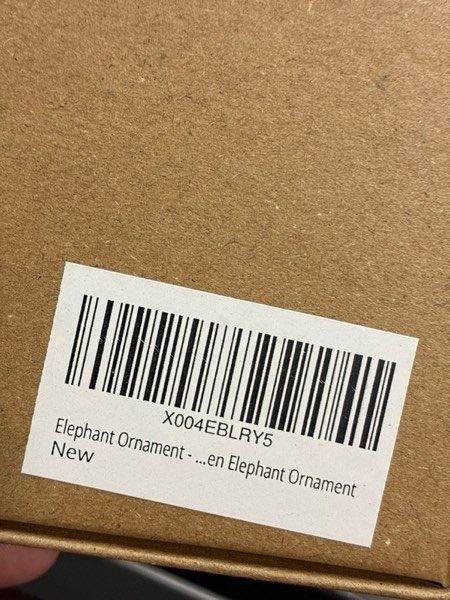 X004EBLRY5
Elephant Ornament - ...en Elephant Ornament
New